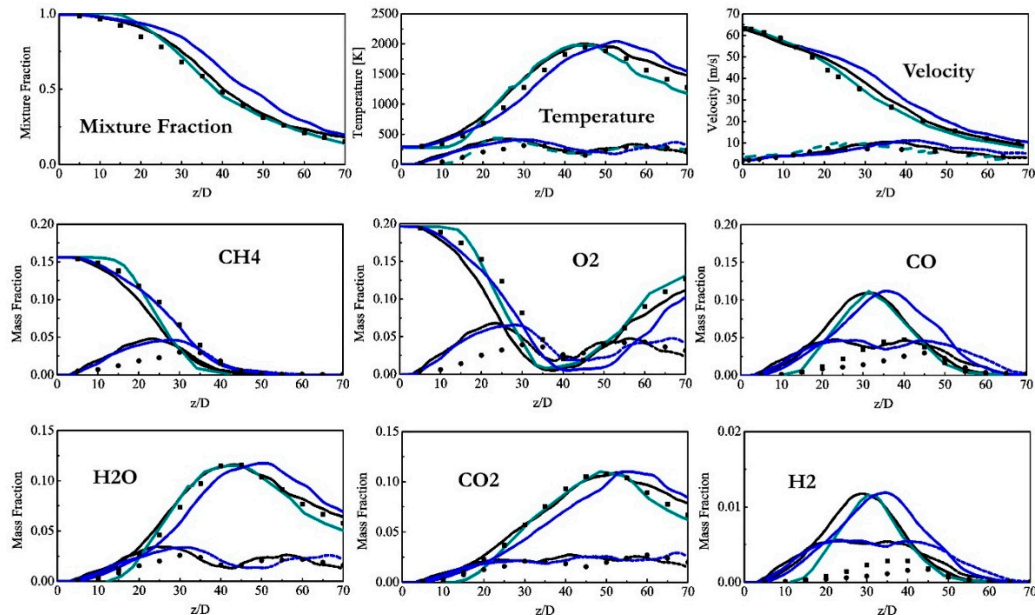 1.0
0.5
0.0
Mixture Fraction
Mixture Fraction
0 10 20 30 40 50 60 70
z/D
2500
2000
1500
1000
500
0
Temperature [K]
Temperature
0 10 20 30 40 50 60 70
z/D
70
60
50
40
30
20
10
0
Velocity [m/s]
Velocity
0 10 20 30 40 50 60 70
z/D
0.20
0.15
0.10
0.05
0.00
Mass Fraction
CH4
0 10 20 30 40 50 60 70
z/D
0.20
0.15
0.10
0.05
0.00
Mass Fraction
O2
0 10 20 30 40 50 60 70
z/D
0.20
0.15
0.10
0.05
0.00
Mass Fraction
CO
0 10 20 30 40 50 60 70
z/D
0.15
0.10
0.05
0.00
Mass Fraction
H2O
0 10 20 30 40 50 60 70
z/D
0.15
0.10
0.05
0.00
Mass Fraction
CO2
0 10 20 30 40 50 60 70
z/D
0.02
0.01
0.00
Mass Fraction
H2
0 10 20 30 40 50 60 70
z/D